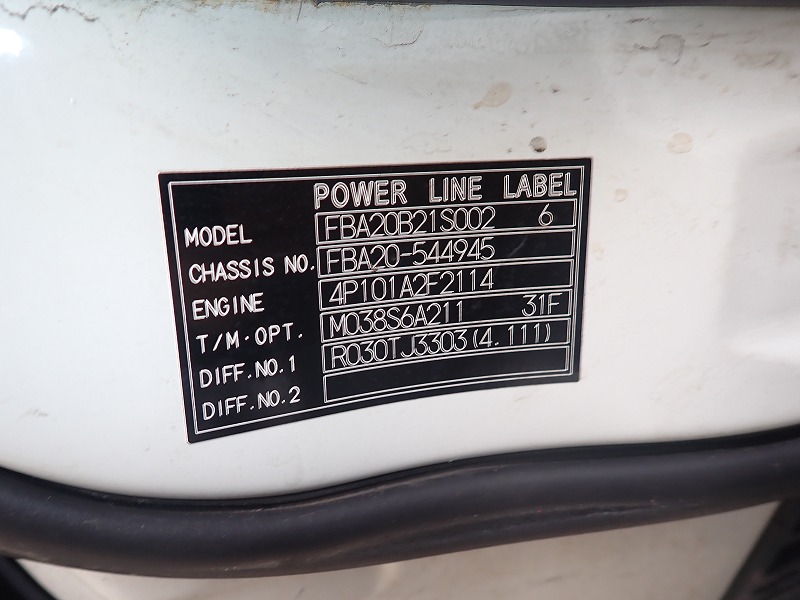 POWER LINE LABEL
MODEL FBA20B21S002 6
CHASSIS NO. FBA20-544945
ENGINE 4P101A2F2114
T/M·OPT. M038S6A211 31F
DIFF.NO.1 R030TJ3303(4.111)
DIFF.NO.2